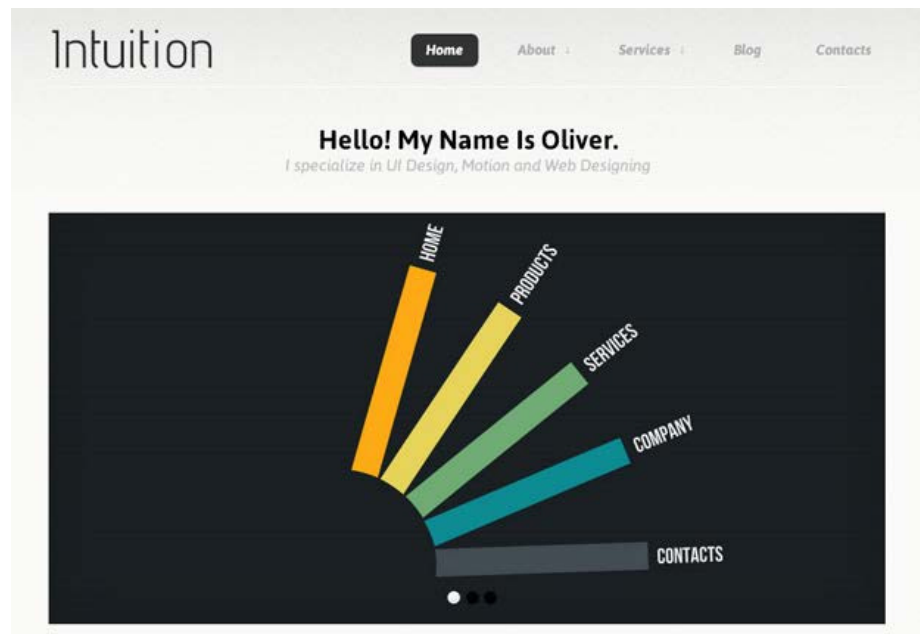 Intuition
Home About Services Blog Contacts
Hello! My Name Is Oliver.
I specialize in UI Design, Motion and Web Designing
HOME
PRODUCTS
SERVICES
COMPANY
CONTACTS